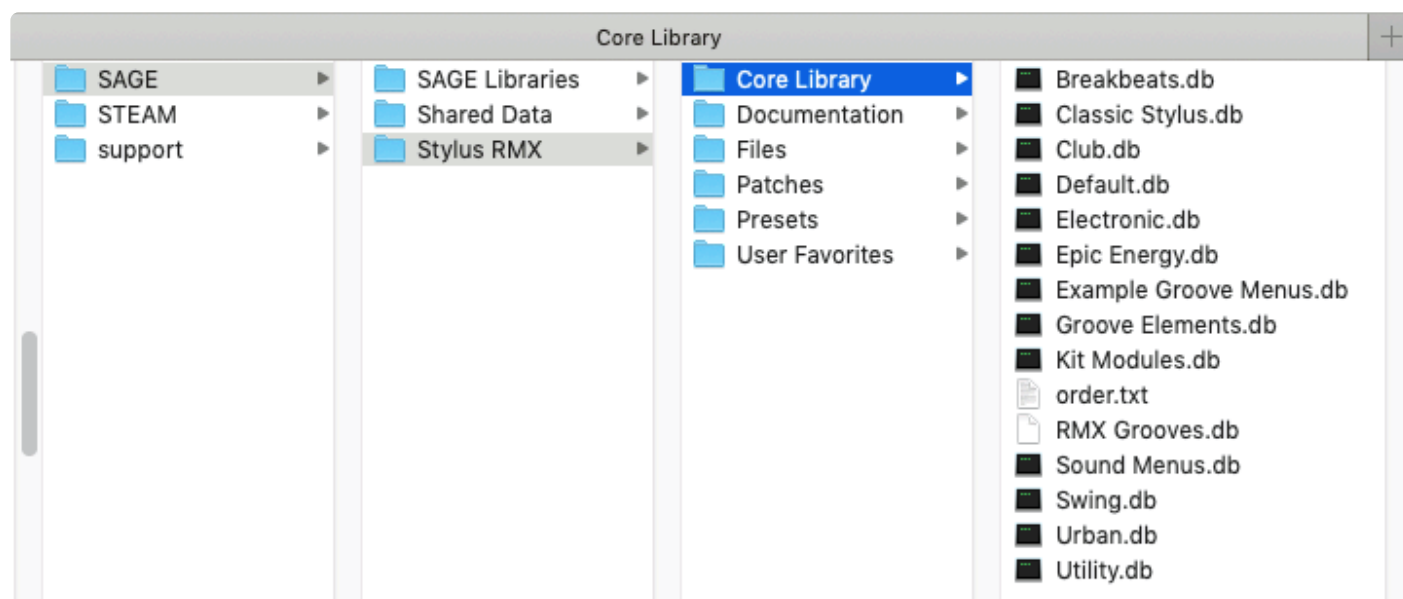 Core Library
SAGE
STEAM
support
SAGE Libraries
Shared Data
Stylus RMX
Core Library
Documentation
Files
Patches
Presets
User Favorites
Breakbeats.db
Classic Stylus.db
Club.db
Default.db
Electronic.db
Epic Energy.db
Example Groove Menus.db
Groove Elements.db
Kit Modules.db
order.txt
RMX Grooves.db
Sound Menus.db
Swing.db
Urban.db
Utility.db